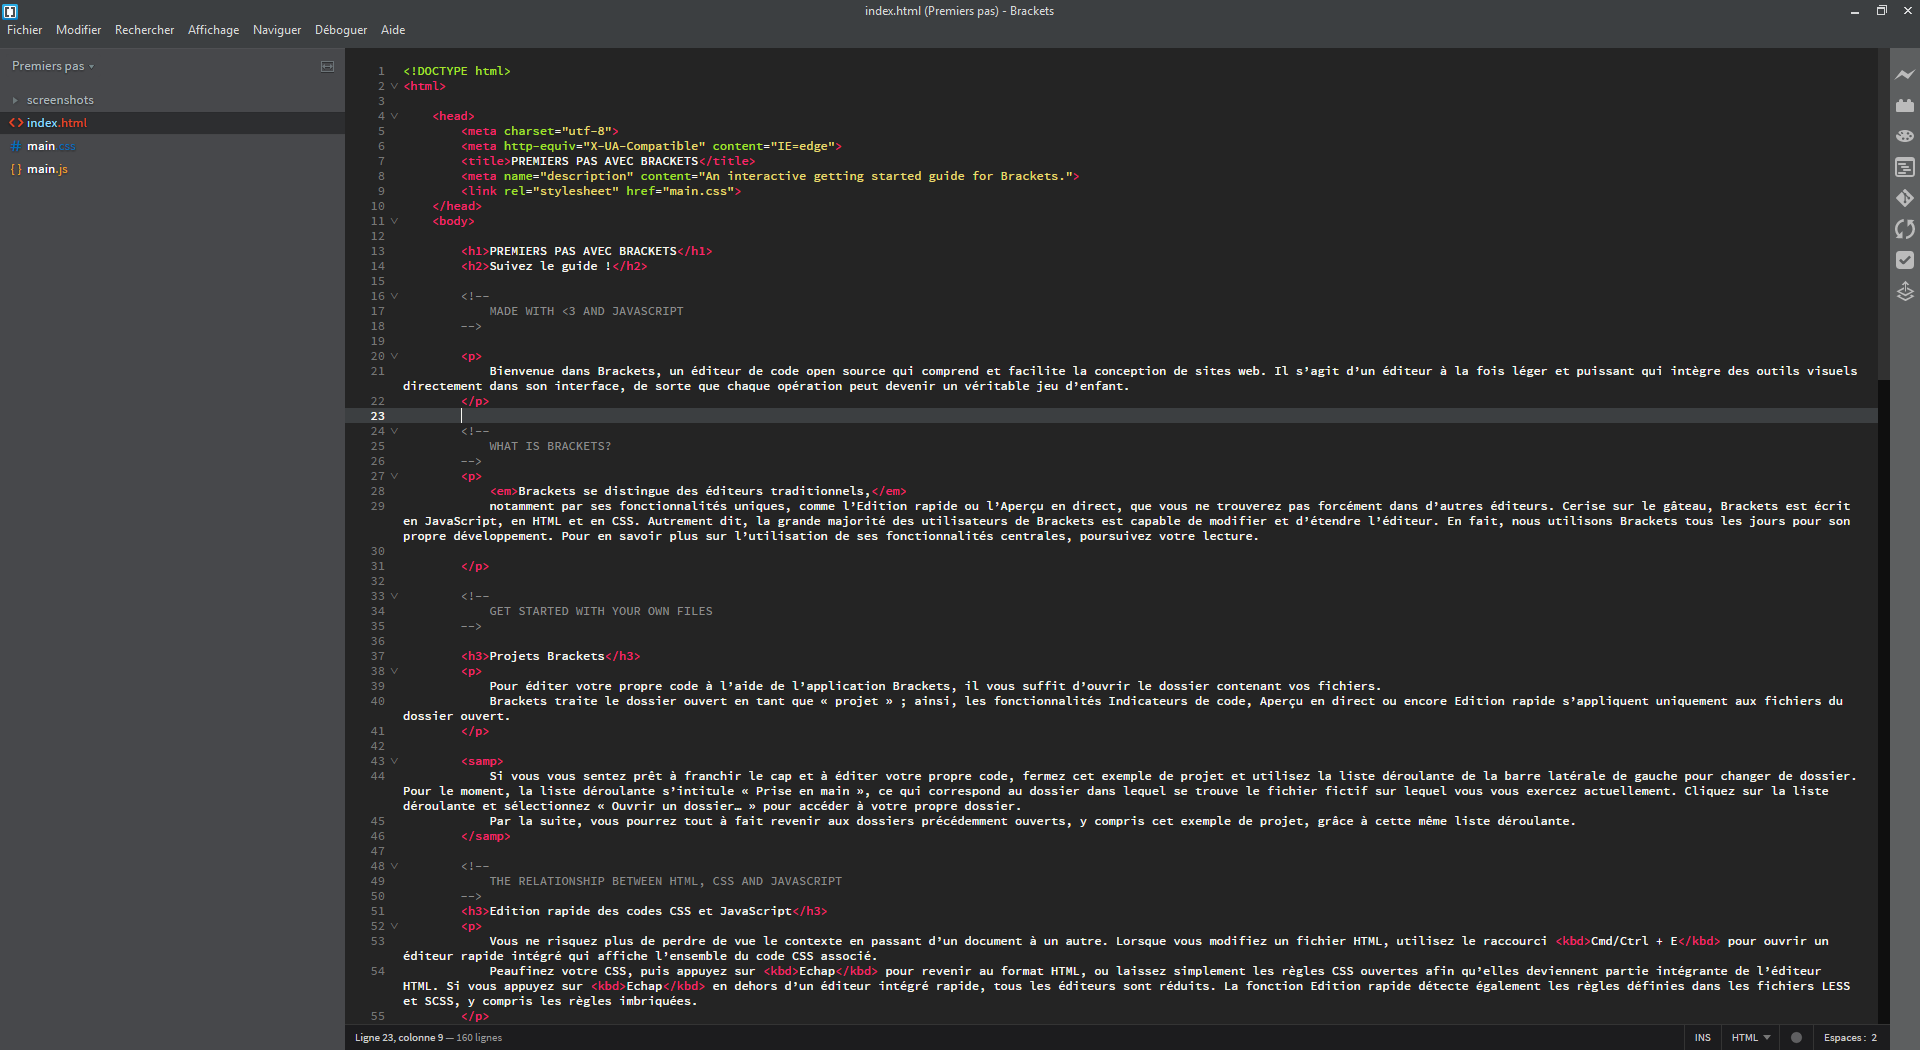 index.html (Premiers pas) - Brackets
Fichier Modifier Rechercher Affichage Naviguer Déboguer Aide
Premiers pas
screenshots
<> index.html
# main.css
{} main.js
1 <!DOCTYPE html>
2 <html>
3
4 <head>
5 <meta charset="utf-8">
6 <meta http-equiv="X-UA-Compatible" content="IE=edge">
7 <title>PREMIERS PAS AVEC BRACKETS</title>
8 <meta name="description" content="An interactive getting started guide for Brackets.">
9 <link rel="stylesheet" href="main.css">
10 </head>
11 <body>
12
13 <h1>PREMIERS PAS AVEC BRACKETS</h1>
14 <h2>Suivez le guide !</h2>
15
16 <!--
17 MADE WITH <3 AND JAVASCRIPT
18 -->
19
20 <p>
21 Bienvenue dans Brackets, un éditeur de code open source qui comprend et facilite la conception de sites web. Il s’agit d’un éditeur à la fois léger et puissant qui intègre des outils visuels
directement dans son interface, de sorte que chaque opération peut devenir un véritable jeu d’enfant.
22 </p>
23
24 <!--
25 WHAT IS BRACKETS?
26 -->
27 <p>
28 <em>Brackets se distingue des éditeurs traditionnels,</em>
29 notamment par ses fonctionnalités uniques, comme l’Edition rapide ou l’Aperçu en direct, que vous ne trouverez pas forcément dans d’autres éditeurs. Cerise sur le gâteau, Brackets est écrit
en JavaScript, en HTML et en CSS. Autrement dit, la grande majorité des utilisateurs de Brackets est capable de modifier et d’étendre l’éditeur. En fait, nous utilisons Brackets tous les jours pour son
propre développement. Pour en savoir plus sur l’utilisation de ses fonctionnalités centrales, poursuivez votre lecture.
30
31 </p>
32
33 <!--
34 GET STARTED WITH YOUR OWN FILES
35 -->
36
37 <h3>Projets Brackets</h3>
38 <p>
39 Pour éditer votre propre code à l’aide de l’application Brackets, il vous suffit d’ouvrir le dossier contenant vos fichiers.
40 Brackets traite le dossier ouvert en tant que « projet » ; ainsi, les fonctionnalités Indicateurs de code, Aperçu en direct ou encore Edition rapide s’appliquent uniquement aux fichiers du
dossier ouvert.
41 </p>
42
43 <samp>
44 Si vous vous sentez prêt à franchir le cap et à éditer votre propre code, fermez cet exemple de projet et utilisez la liste déroulante de la barre latérale de gauche pour changer de dossier.
Pour le moment, la liste déroulante s’intitule « Prise en main », ce qui correspond au dossier dans lequel se trouve le fichier fictif sur lequel vous vous exercez actuellement. Cliquez sur la liste
déroulante et sélectionnez « Ouvrir un dossier… » pour accéder à votre propre dossier.
45 Par la suite, vous pourrez tout à fait revenir aux dossiers précédemment ouverts, y compris cet exemple de projet, grâce à cette même liste déroulante.
46 </samp>
47
48 <!--
49 THE RELATIONSHIP BETWEEN HTML, CSS AND JAVASCRIPT
50 -->
51 <h3>Edition rapide des codes CSS et JavaScript</h3>
52 <p>
53 Vous ne risquez plus de perdre de vue le contexte en passant d’un document à un autre. Lorsque vous modifiez un fichier HTML, utilisez le raccourci <kbd>Cmd/Ctrl + E</kbd> pour ouvrir un
éditeur rapide intégré qui affiche l’ensemble du code CSS associé.
54 Peaufinez votre CSS, puis appuyez sur <kbd>Echap</kbd> pour revenir au format HTML, ou laissez simplement les règles CSS ouvertes afin qu’elles deviennent partie intégrante de l’éditeur
HTML. Si vous appuyez sur <kbd>Echap</kbd> en dehors d’un éditeur intégré rapide, tous les éditeurs sont réduits. La fonction Edition rapide détecte également les règles définies dans les fichiers LESS
et SCSS, y compris les règles imbriquées.
55 </p>
Ligne 23, colonne 9 — 160 lignes INS HTML Espaces : 2